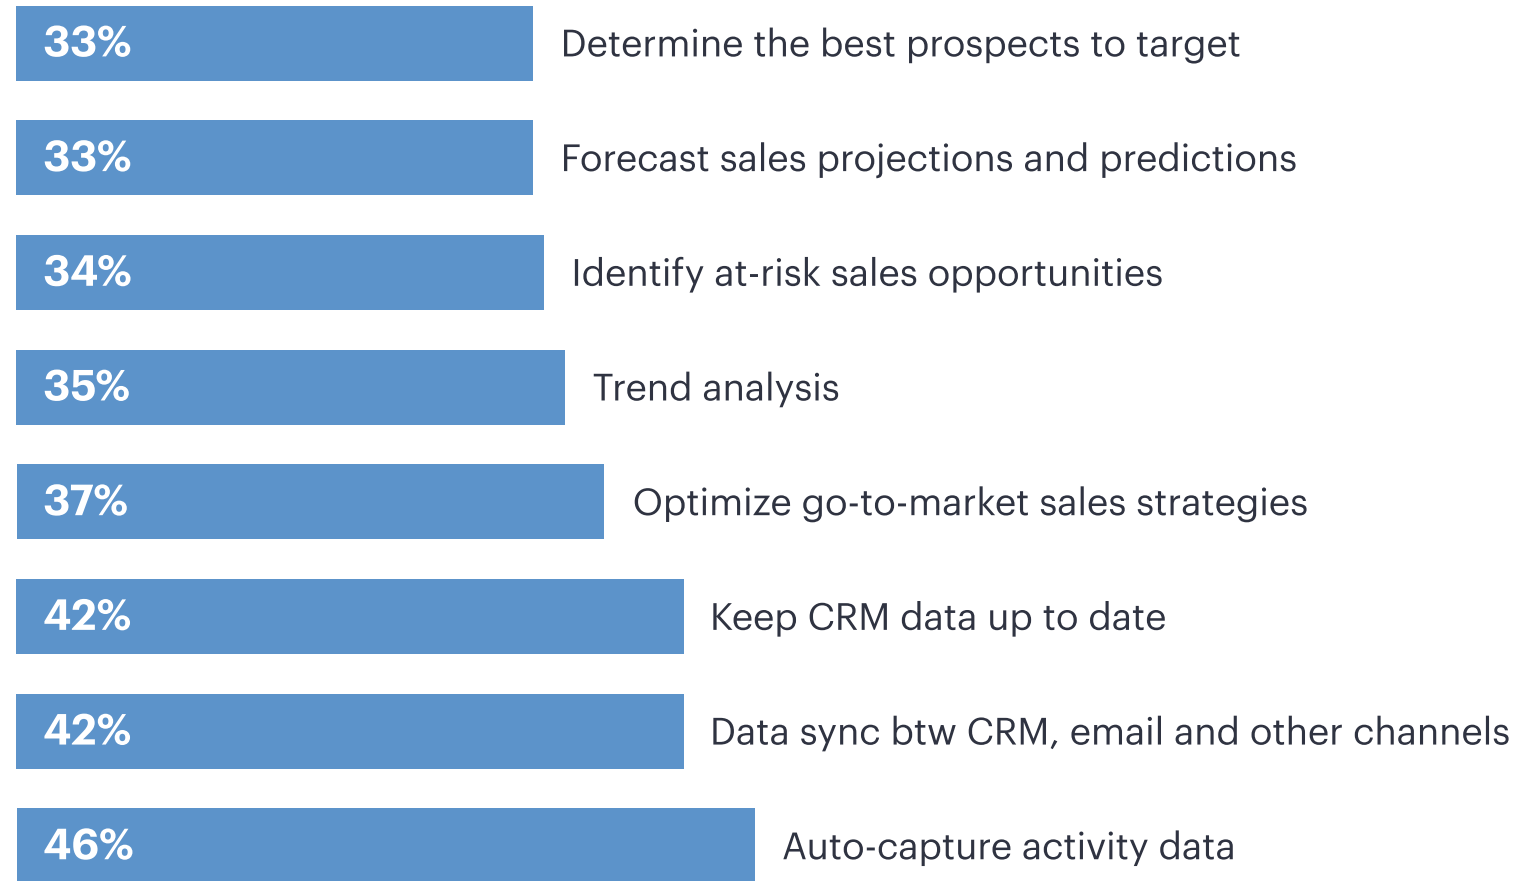 33% Determine the best prospects to target
33% Forecast sales projections and predictions
34% Identify at-risk sales opportunities
35% Trend analysis
37% Optimize go-to-market sales strategies
42% Keep CRM data up to date
42% Data sync btw CRM, email and other channels
46% Auto-capture activity data